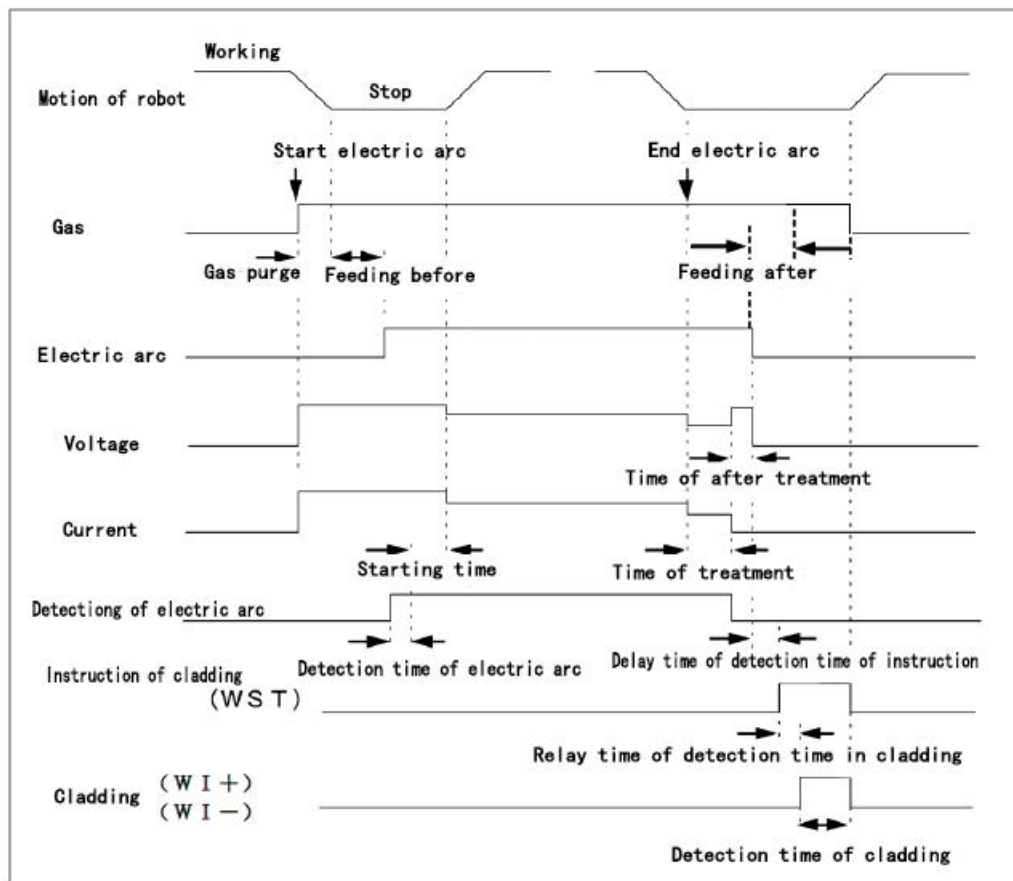 Working
Motion of robot
Stop
Start electric arc
End electric arc
Gas
Gas purge
Feeding before
Feeding after
Electric arc
Voltage
Time of after treatment
Current
Starting time
Time of treatment
Detectiong of electric arc
Detection time of electric arc
Delay time of detection time of instruction
Instruction of cladding
(WST)
Relay time of detection time in cladding
Cladding (WI+)
(WI-)
Detection time of cladding